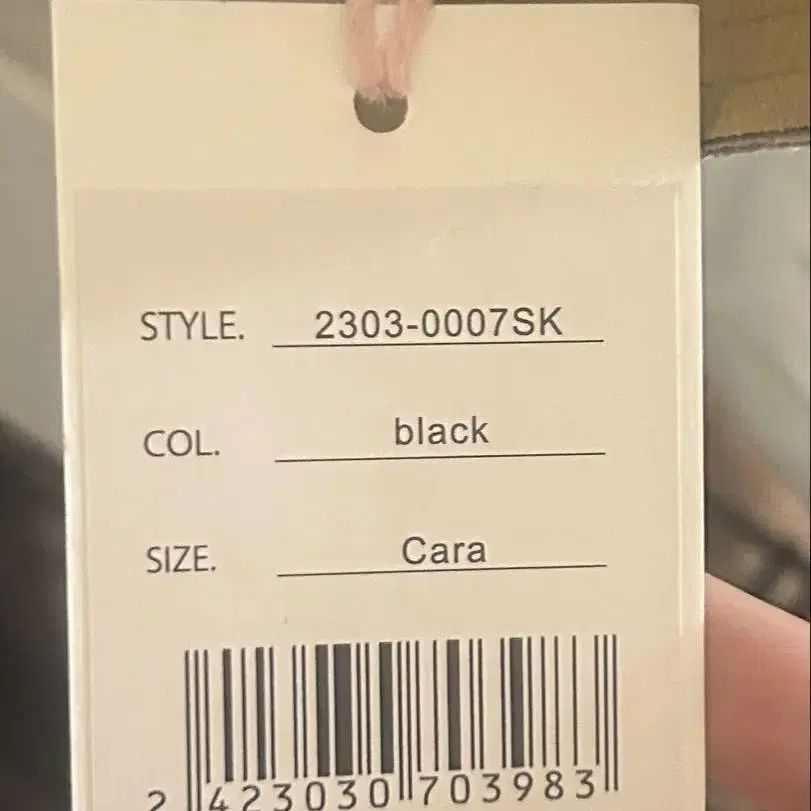 STYLE. 2303-0007SK
COL. black
SIZE. Cara
2 423030 703983